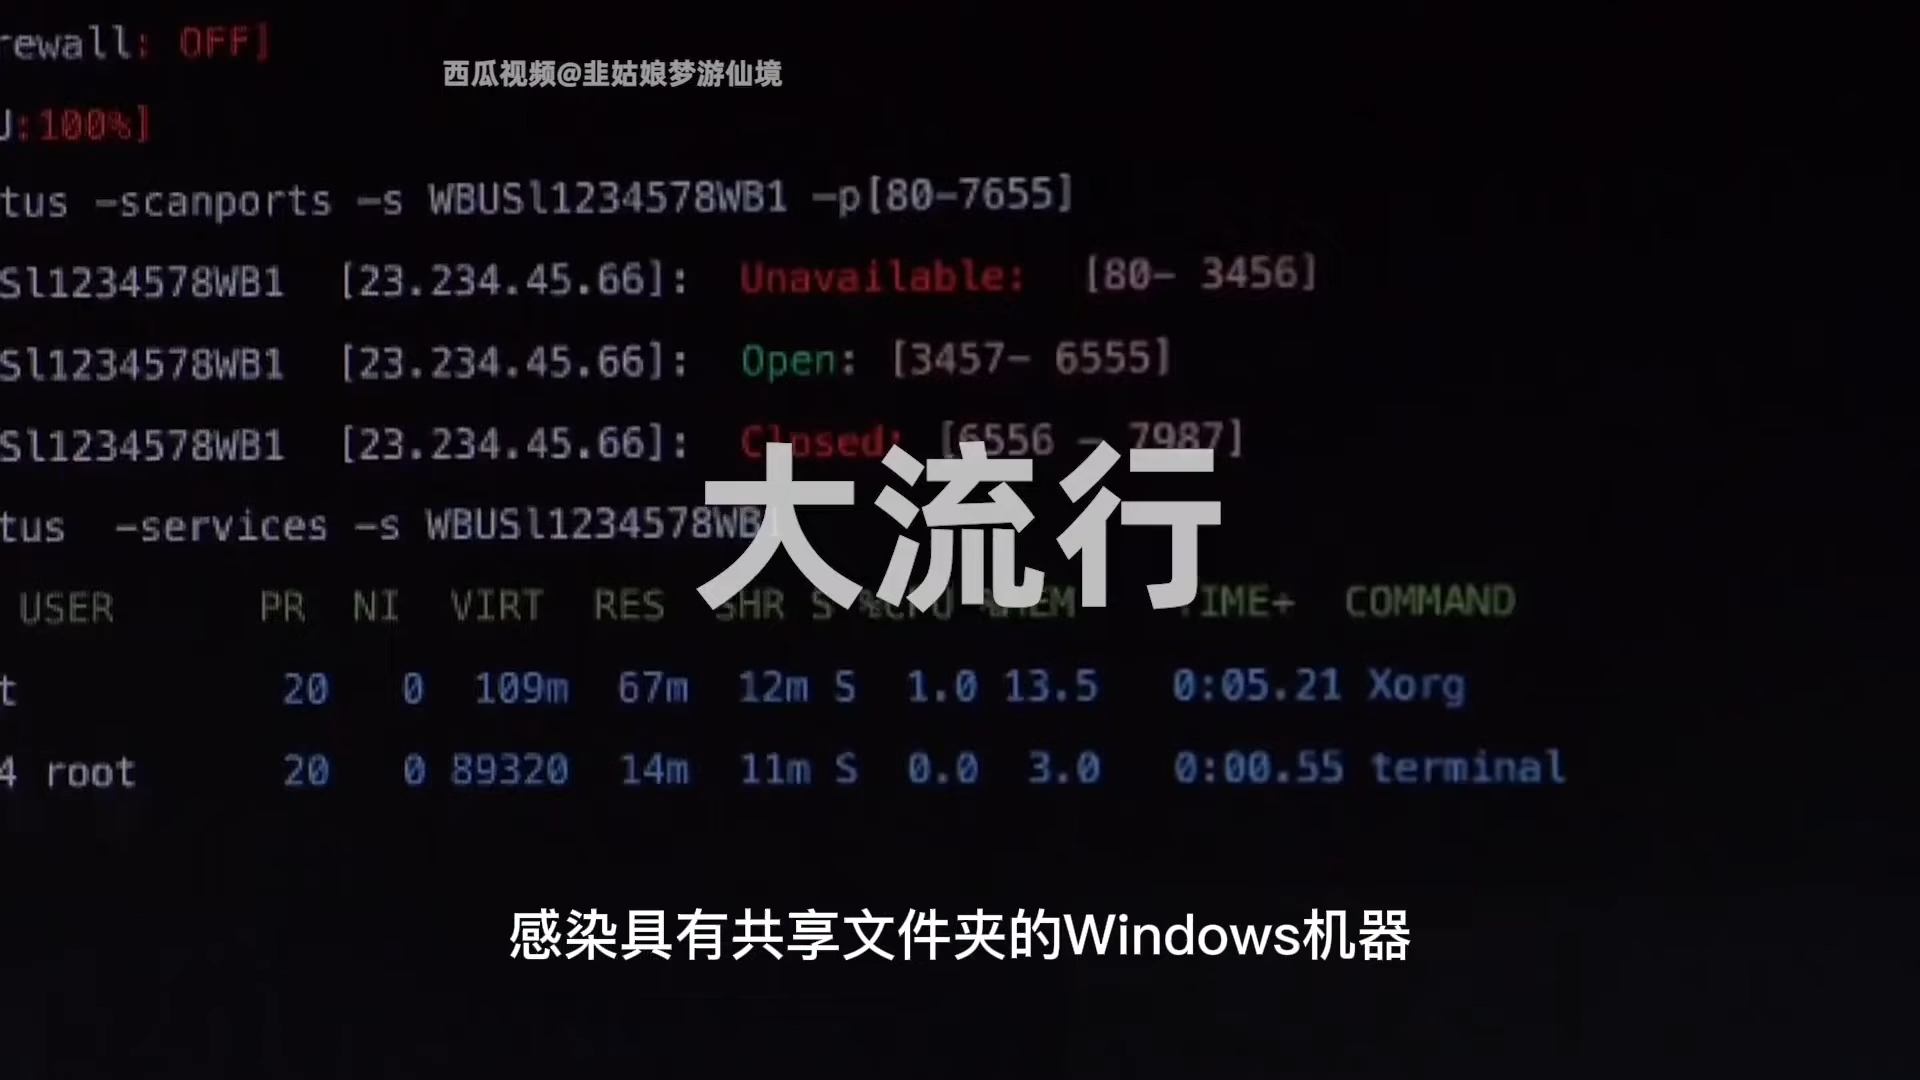 rewall: OFF]
西瓜视频@韭姑娘梦游仙境
U:100%]
tus -scanports -s WBUSl1234578WB1 -p[80-7655]
Sl1234578WB1 [23.234.45.66]: Unavailable: [80- 3456]
Sl1234578WB1 [23.234.45.66]: Open: [3457- 6555]
Sl1234578WB1 [23.234.45.66]: Closed: [6556 - 7987]
大流行
tus -services -s WBUSl1234578WB1
USER PR NI VIRT RES SHR S %CPU %MEM TIME+ COMMAND
t 20 0 109m 67m 12m S 1.0 13.5 0:05.21 Xorg
4 root 20 0 89320 14m 11m S 0.0 3.0 0:00.55 terminal
感染具有共享文件夹的Windows机器